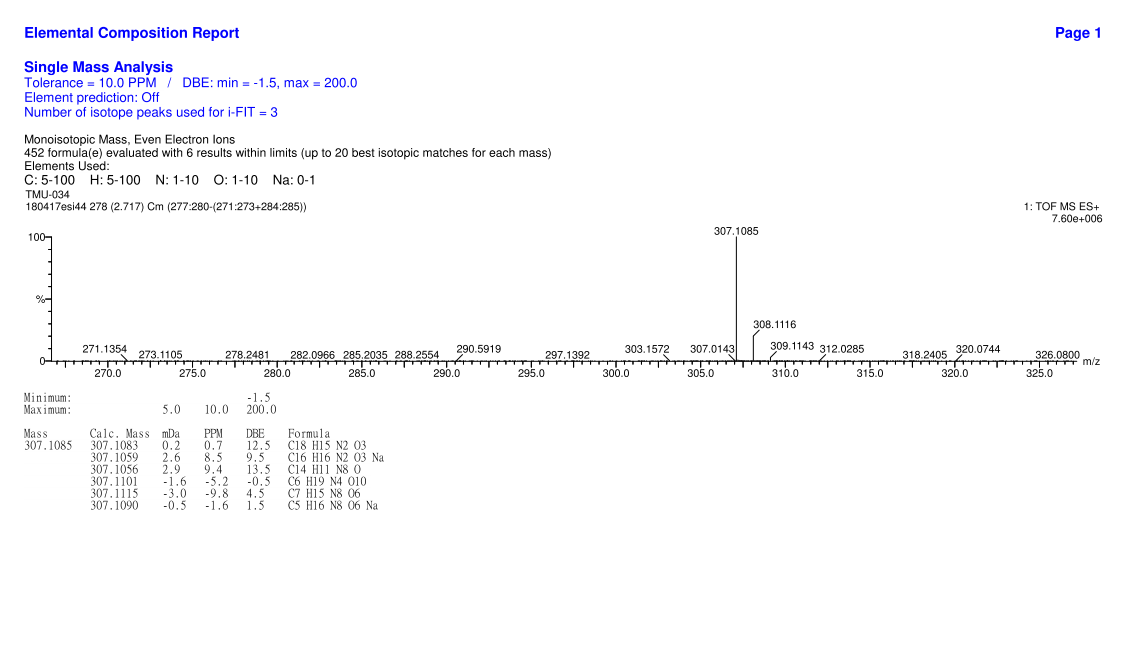 Elemental Composition Report Page 1
Single Mass Analysis
Tolerance = 10.0 PPM / DBE: min = -1.5, max = 200.0
Element prediction: Off
Number of isotope peaks used for i-FIT = 3
Monoisotopic Mass, Even Electron Ions
452 formula(e) evaluated with 6 results within limits (up to 20 best isotopic matches for each mass)
Elements Used:
C: 5-100 H: 5-100 N: 1-10 O: 1-10 Na: 0-1
TMU-034
180417esi44 278 (2.717) Cm (277:280-(271:273+284:285)) 1: TOF MS ES+
7.60e+006
307.1085
100
%
308.1116
271.1354 290.5919 303.1572 307.0143 309.1143 312.0285 320.0744
273.1105 278.2481 282.0966 285.2035 288.2554 297.1392 318.2405 326.0800
0 m/z
270.0 275.0 280.0 285.0 290.0 295.0 300.0 305.0 310.0 315.0 320.0 325.0
Minimum: -1.5
Maximum: 5.0 10.0 200.0
Mass Calc. Mass mDa PPM DBE Formula
307.1085 307.1083 0.2 0.7 12.5 C18 H15 N2 O3
307.1059 2.6 8.5 9.5 C16 H16 N2 O3 Na
307.1056 2.9 9.4 13.5 C14 H11 N8 O
307.1101 -1.6 -5.2 -0.5 C6 H19 N4 O10
307.1115 -3.0 -9.8 4.5 C7 H15 N8 O6
307.1090 -0.5 -1.6 1.5 C5 H16 N8 O6 Na